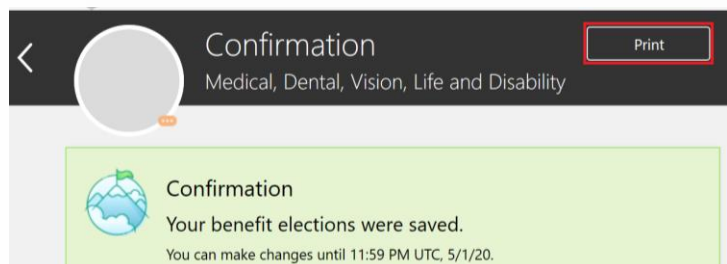 Confirmation
Print
Medical, Dental, Vision, Life and Disability
Confirmation
Your benefit elections were saved.
You can make changes until 11:59 PM UTC, 5/1/20.